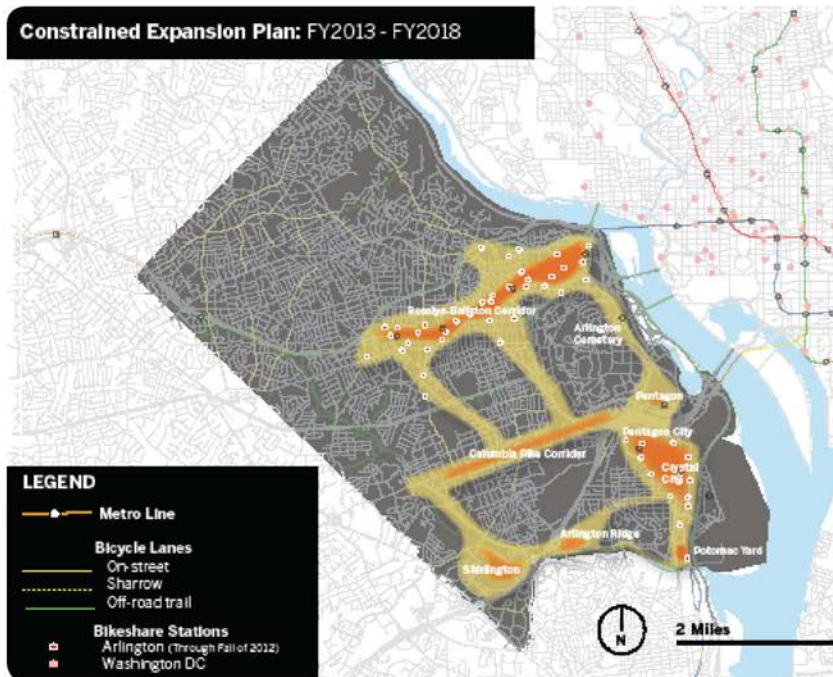 Constrained Expansion Plan: FY2013 - FY2018
Rosslyn-Ballston Corridor
Arlington
Cemetery
Pentagon
Pentagon City
Crystal
City
Columbia Pike Corridor
Arlington Ridge
Shirlington
Potomac Yard
LEGEND
Metro Line
Bicycle Lanes
On-street
Sharrow
Off-road trail
Bikeshare Stations
Arlington (Through Fall of 2012)
Washington DC
N
2 Miles